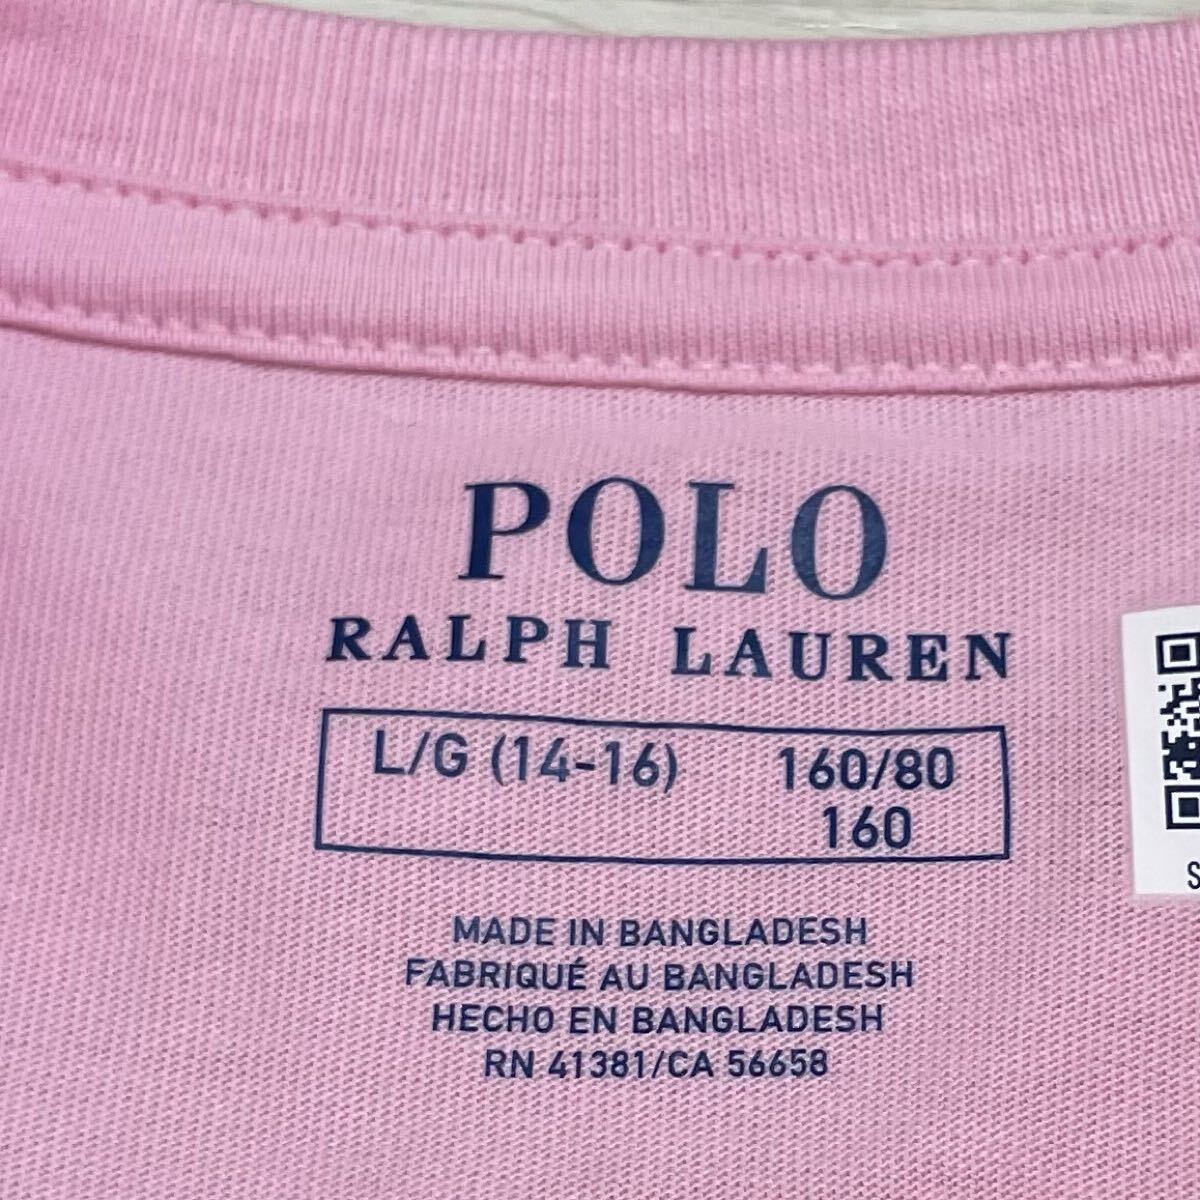 POLO
RALPH LAUREN
L/G (14-16) 160/80
160
MADE IN BANGLADESH
FABRIQUÉ AU BANGLADESH
HECHO EN BANGLADESH
RN 41381/CA 56658